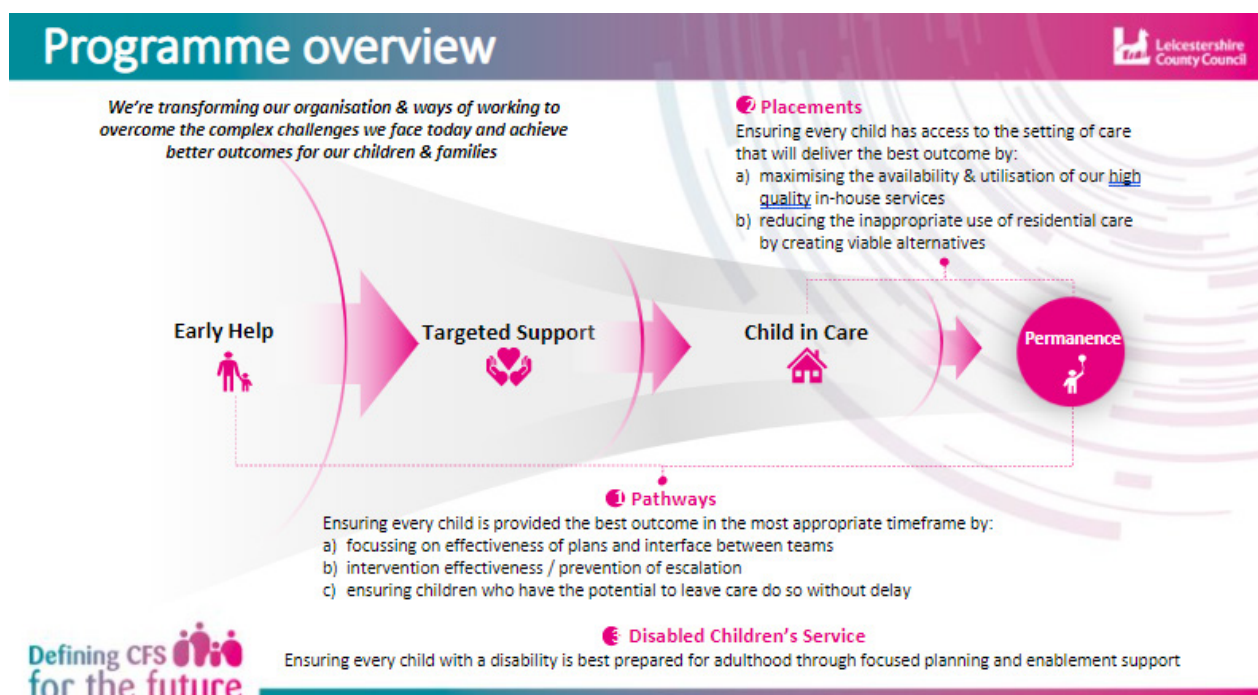 Programme overview
Leicestershire
County Council
We're transforming our organisation & ways of working to
overcome the complex challenges we face today and achieve
better outcomes for our children & families
2 Placements
Ensuring every child has access to the setting of care
that will deliver the best outcome by:
a) maximising the availability & utilisation of our high
quality in-house services
b) reducing the inappropriate use of residential care
by creating viable alternatives
Early Help
Targeted Support
Child in Care
Permanence
1 Pathways
Ensuring every child is provided the best outcome in the most appropriate timeframe by:
a) focussing on effectiveness of plans and interface between teams
b) intervention effectiveness / prevention of escalation
c) ensuring children who have the potential to leave care do so without delay
3 Disabled Children's Service
Ensuring every child with a disability is best prepared for adulthood through focused planning and enablement support
Defining CFS
for the future